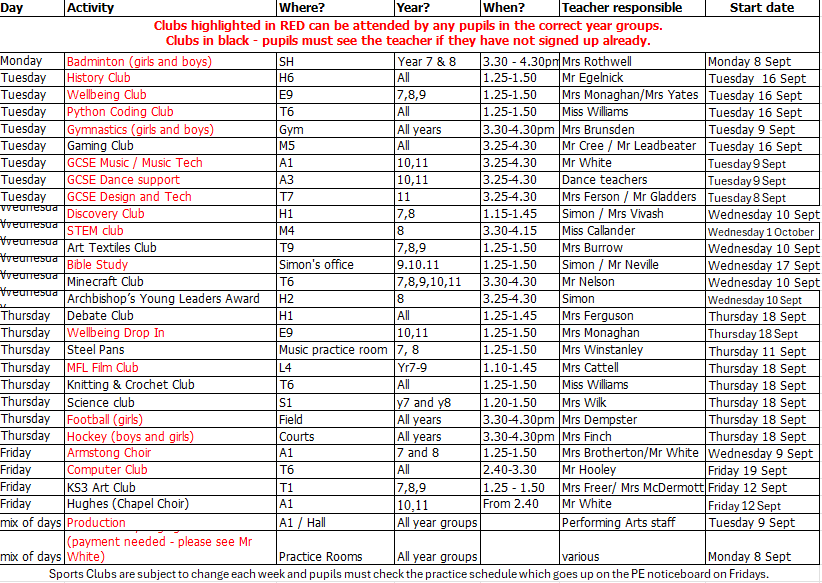 Day Activity Where? Year? When? Teacher responsible Start date
Clubs highlighted in RED can be attended by any pupils in the correct year groups.
Clubs in black - pupils must see the teacher if they have not signed up already.
Monday Badminton (girls and boys) SH Year 7 & 8 3.30 - 4.30pm Mrs Rothwell Monday 8 Sept
Tuesday History Club H6 All 1.25-1.50 Mr Egelnick Tuesday 16 Sept
Tuesday Wellbeing Club E9 7,8,9 1.25-1.50 Mrs Monaghan/Mrs Yates Tuesday 16 Sept
Tuesday Python Coding Club T6 All 1.25-1.50 Miss Williams Tuesday 16 Sept
Tuesday Gymnastics (girls and boys) Gym All years 3.30-4.30pm Mrs Brunsden Tuesday 9 Sept
Tuesday Gaming Club M5 All 3.25-4.30 Mr Cree / Mr Leadbeater Tuesday 16 Sept
Tuesday GCSE Music / Music Tech A1 10,11 3.25-4.30 Mr White Tuesday 9 Sept
Tuesday GCSE Dance support A3 10,11 3.25-4.30 Dance teachers Tuesday 9 Sept
Tuesday GCSE Design and Tech T7 11 3.25-4.30 Mrs Ferson / Mr Gladders Tuesday 8 Sept
Wednesda Discovery Club H1 7,8 1.15-1.45 Simon / Mrs Vivash Wednesday 10 Sept
Wednesda STEM club M4 8 3.30-4.15 Miss Callander Wednesday 1 October
Wednesda Art Textiles Club T9 7,8,9 1.25-1.50 Mrs Burrow Wednesday 10 Sept
Wednesda Bible Study Simon's office 9.10.11 1.25-1.50 Simon / Mr Neville Wednesday 17 Sept
Wednesda Minecraft Club T6 7,8,9,10,11 3.30-4.30 Mr Nelson Wednesday 10 Sept
Wednesda Archbishop's Young Leaders Award H2 8 3.25-4.30 Simon Wednesday 10 Sept
Thursday Debate Club H1 All 1.25-1.45 Mrs Ferguson Thursday 18 Sept
Thursday Wellbeing Drop In E9 10,11 1.25-1.50 Mrs Monaghan Thursday 18 Sept
Thursday Steel Pans Music practice room 7, 8 1.25-1.50 Mrs Winstanley Thursday 11 Sept
Thursday MFL Film Club L4 Yr7-9 1.10-1.45 Mrs Cattell Thursday 18 Sept
Thursday Knitting & Crochet Club T6 All 1.25-1.50 Miss Williams Thursday 18 Sept
Thursday Science club S1 y7 and y8 1.20-1.50 Mrs Wilk Thursday 18 Sept
Thursday Football (girls) Field All years 3.30-4.30pm Mrs Dempster Thursday 18 Sept
Thursday Hockey (boys and girls) Courts All years 3.30-4.30pm Mrs Finch Thursday 18 Sept
Friday Armstong Choir A1 7 and 8 1.25-1.50 Mrs Brotherton/Mr White Wednesday 9 Sept
Friday Computer Club T6 All 2.40-3.30 Mr Hooley Friday 19 Sept
Friday KS3 Art Club T1 7,8,9 1.25 - 1.50 Mrs Freer/ Mrs McDermott Friday 12 Sept
Friday Hughes (Chapel Choir) A1 10,11 From 2.40 Mr White Friday 12 Sept
mix of days Production A1 / Hall All year groups Performing Arts staff Tuesday 9 Sept
(payment needed - please see Mr
mix of days White) Practice Rooms All year groups various Monday 8 Sept
Sports Clubs are subject to change each week and pupils must check the practice schedule which goes up on the PE noticeboard on Fridays.